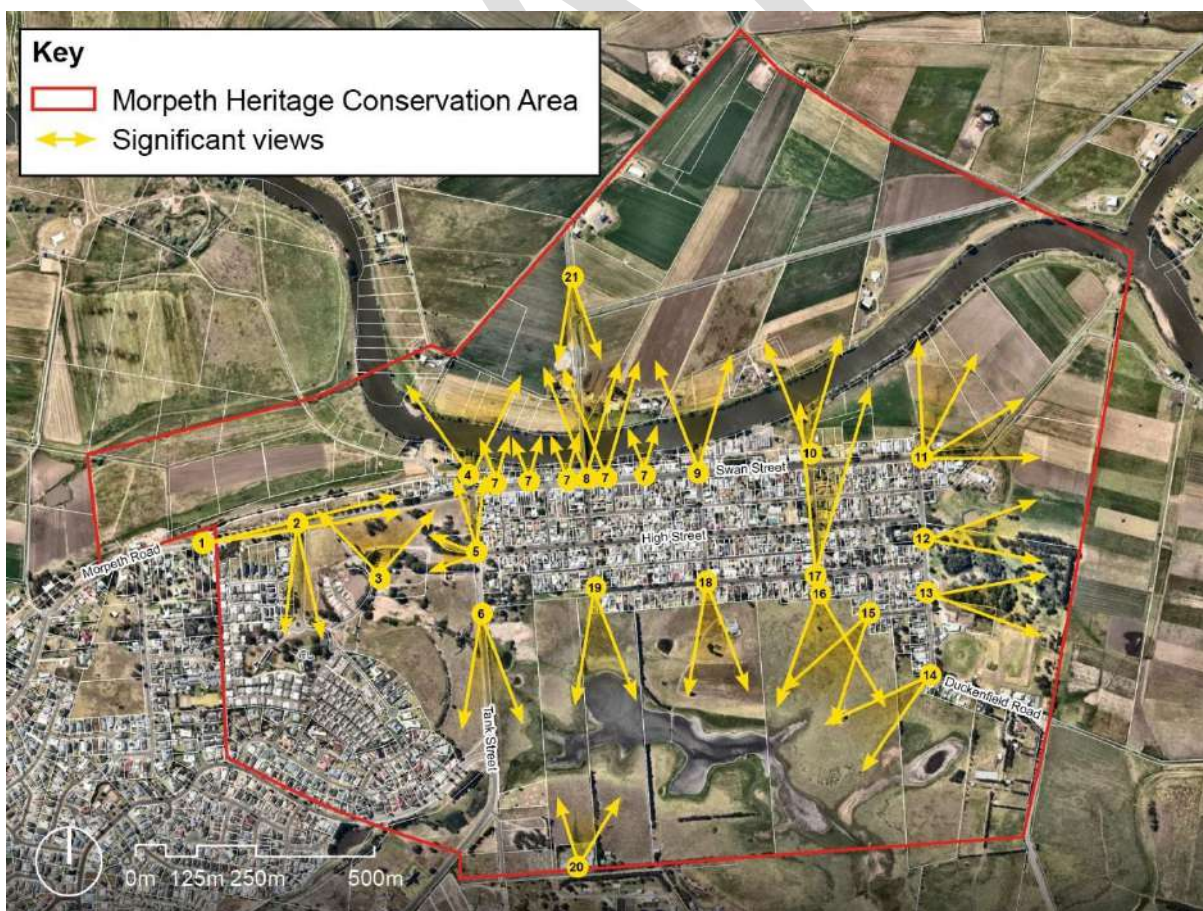 Key
Morpeth Heritage Conservation Area
Significant views
21
4
7
7
7
8
7
7
9
Swan Street
10
11
1
2
Morpeth Road
3
5
High Street
12
6
19
18
17
16
15
13
14
Duckenfield Road
Tank Street
20
0m 125m 250m 500m